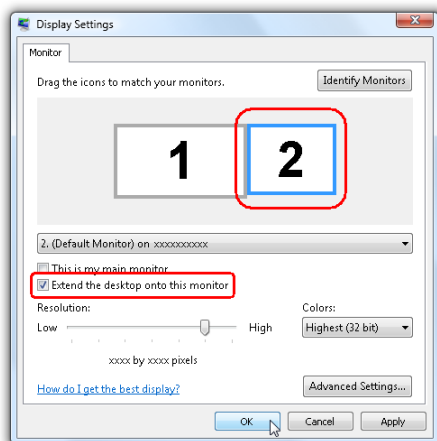 Display Settings
Monitor
Drag the icons to match your monitors.
Identify Monitors
1
2
2. (Default Monitor) on xxxxxxxxxx
This is my main monitor
Extend the desktop onto this monitor
Resolution:
Colors:
Low
High
Highest (32 bit)
xxxx by xxxx pixels
How do I get the best display?
Advanced Settings...
OK
Cancel
Apply